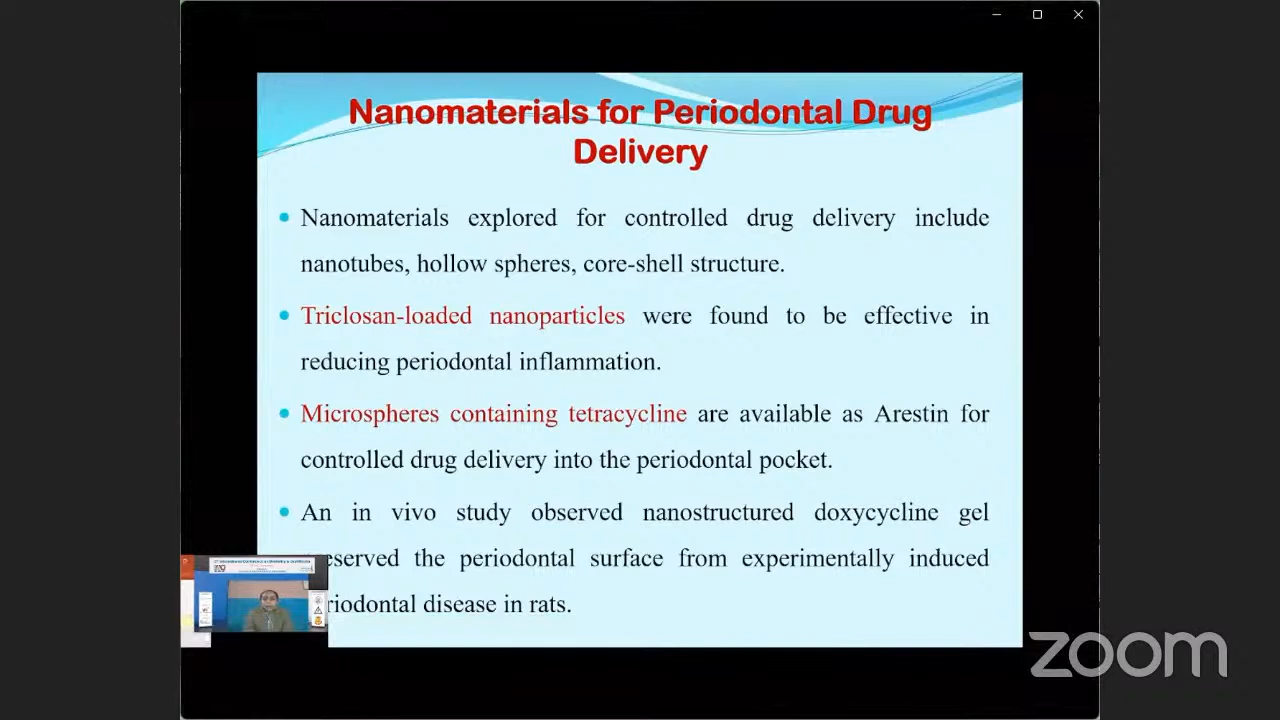 Nanomaterials for Periodontal Drug
Delivery
Nanomaterials explored for controlled drug delivery include
nanotubes, hollow spheres, core-shell structure.
Triclosan-loaded nanoparticles were found to be effective in
reducing periodontal inflammation.
Microspheres containing tetracycline are available as Arestin for
controlled drug delivery into the periodontal pocket.
An in vivo study observed nanostructured doxycycline gel
eserved the periodontal surface from experimentally induced
riodontal disease in rats.
zoom